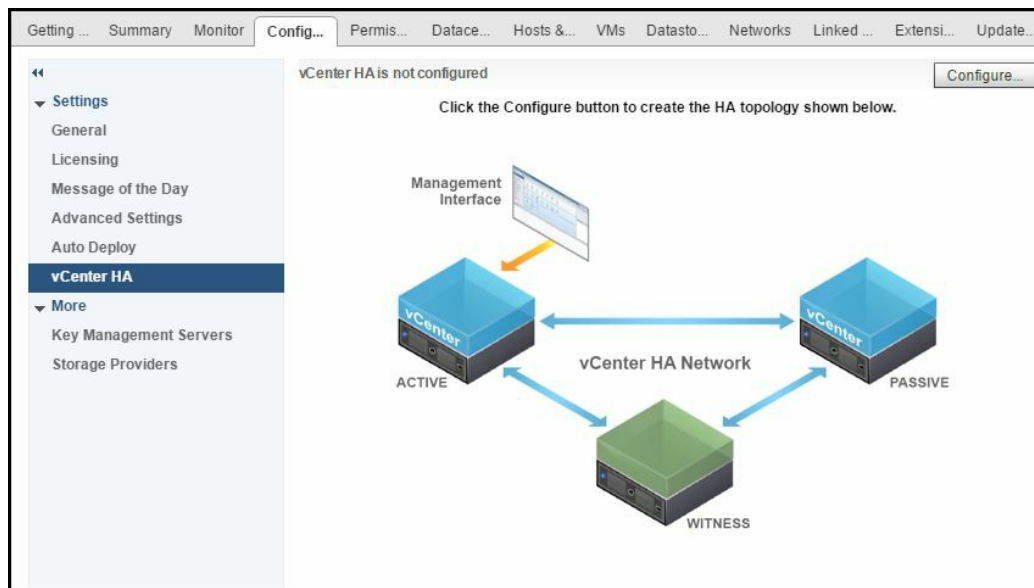 Getting ... Summary Monitor Config... Permis... Datace... Hosts &... VMs Datasto... Networks Linked ... Extensi... Update...
vCenter HA is not configured
Configure...
Click the Configure button to create the HA topology shown below.
Settings
General
Licensing
Message of the Day
Advanced Settings
Auto Deploy
vCenter HA
More
Key Management Servers
Storage Providers
Management
Interface
vCenter
vCenter
vCenter HA Network
ACTIVE
PASSIVE
WITNESS